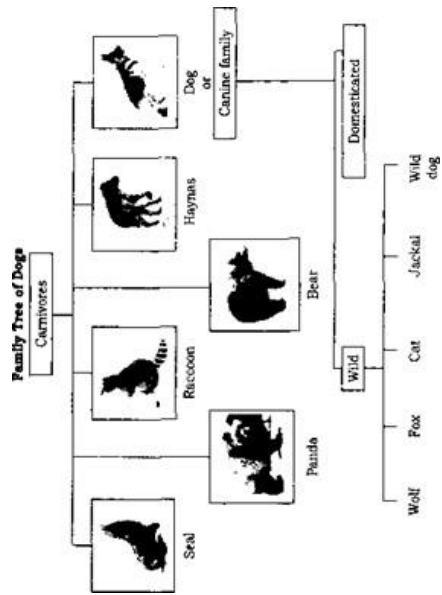 Family Tree of Dogs
Carnivores
Seal
Raccoon
Haynas
Dog
or
Canine family
Panda
Bear
Wild
Domesticated
Wolf
Fox
Cat
Jackal
Wild
dog